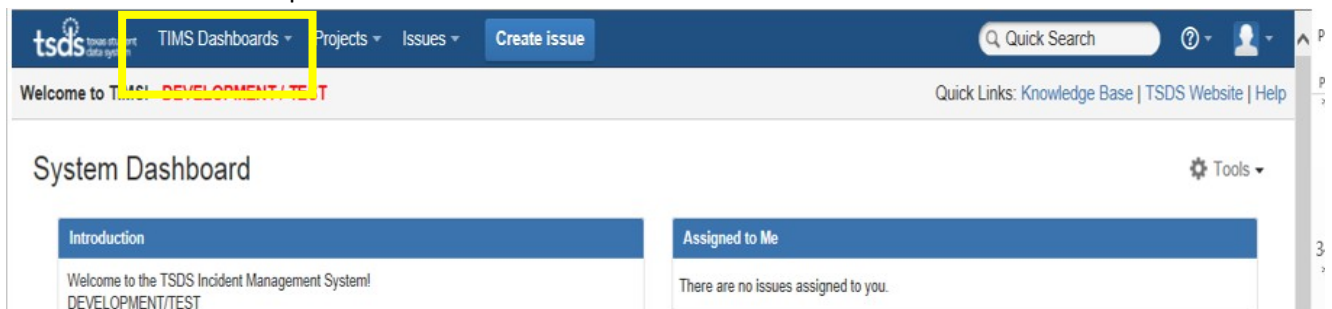 tsds texas student data system TIMS Dashboards Projects Issues Create issue Quick Search
Welcome to TIMS! DEVELOPMENT / TEST Quick Links: Knowledge Base | TSDS Website | Help
System Dashboard Tools
Introduction
Welcome to the TSDS Incident Management System!
DEVELOPMENT/TEST
Assigned to Me
There are no issues assigned to you.